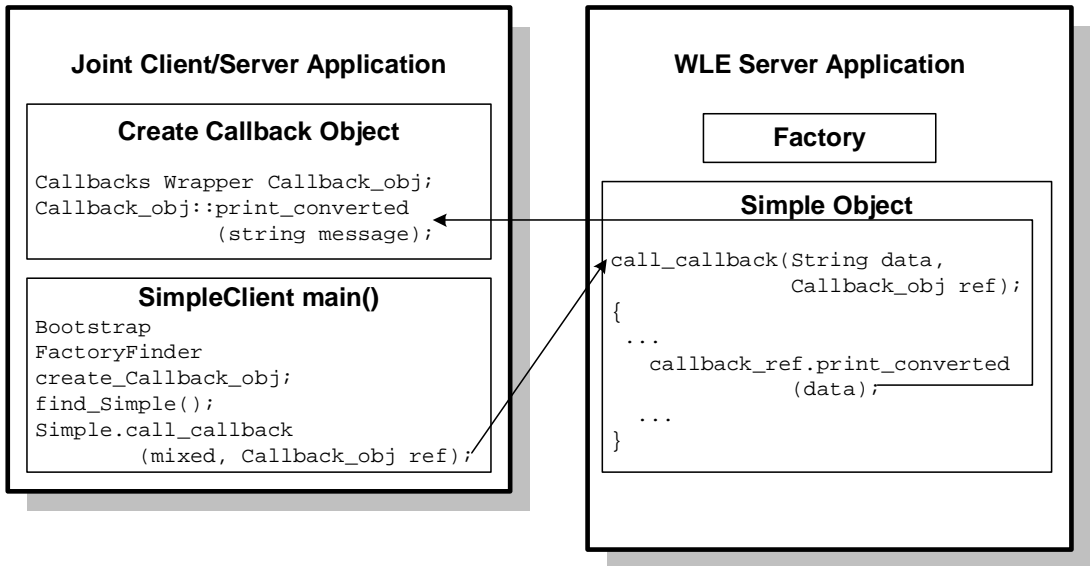 Joint Client/Server Application
Create Callback Object
Callbacks Wrapper Callback_obj;
Callback_obj::print_converted
(string message);
SimpleClient main()
Bootstrap
FactoryFinder
create_Callback_obj;
find_Simple();
Simple.call_callback
(mixed, Callback_obj ref);
WLE Server Application
Factory
Simple Object
call_callback(String data,
Callback_obj ref);
{
...
callback_ref.print_converted
(data);
...
}